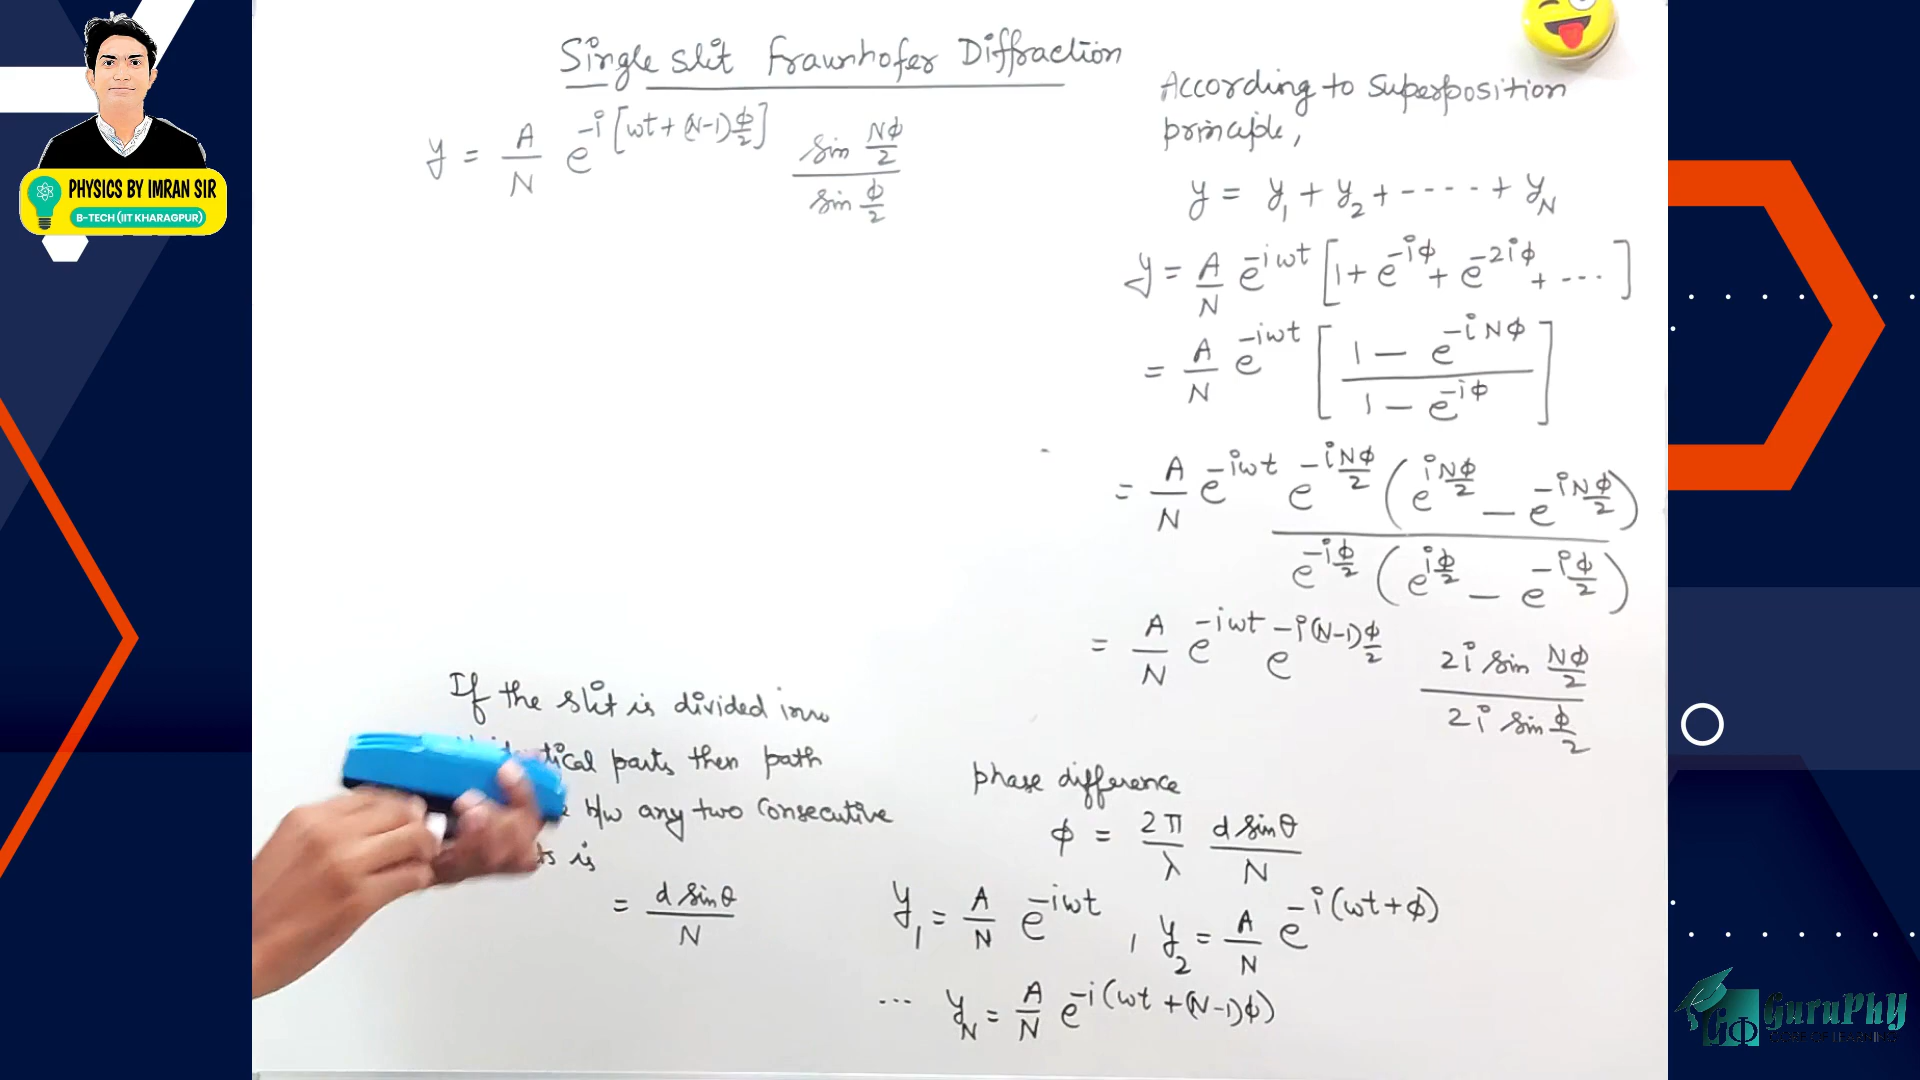 PHYSICS BY IMRAN SIR
B-TECH (IIT KHARAGPUR)
Single slit Fraunhofer Diffraction
y = A/N e^{-i[ωt + (N-1)ϕ/2]} sin Nϕ/2 / sin ϕ/2
If the slit is divided
parts then path
b/w any two consecutive
is
= d sinθ / N
According to superposition
principle,
y = y₁ + y₂ + ---- + y_N
y = A/N e^{-iωt} [1 + e^{-iϕ} + e^{-2iϕ} + ---]
= A/N e^{-iωt} [1 - e^{-iNϕ} / 1 - e^{-iϕ}]
= A/N e^{-iωt} e^{-iNϕ/2} (e^{iNϕ/2} - e^{-iNϕ/2}) / e^{-iϕ/2} (e^{iϕ/2} - e^{-iϕ/2})
= A/N e^{-iωt} e^{-i(N-1)ϕ/2} 2i sin Nϕ/2 / 2i sin ϕ/2
phase difference
ϕ = 2π/λ d sinθ / N
y₁ = A/N e^{-iωt} , y₂ = A/N e^{-i(ωt+ϕ)}
... y_N = A/N e^{-i(ωt + (N-1)ϕ)}
GuruPhy